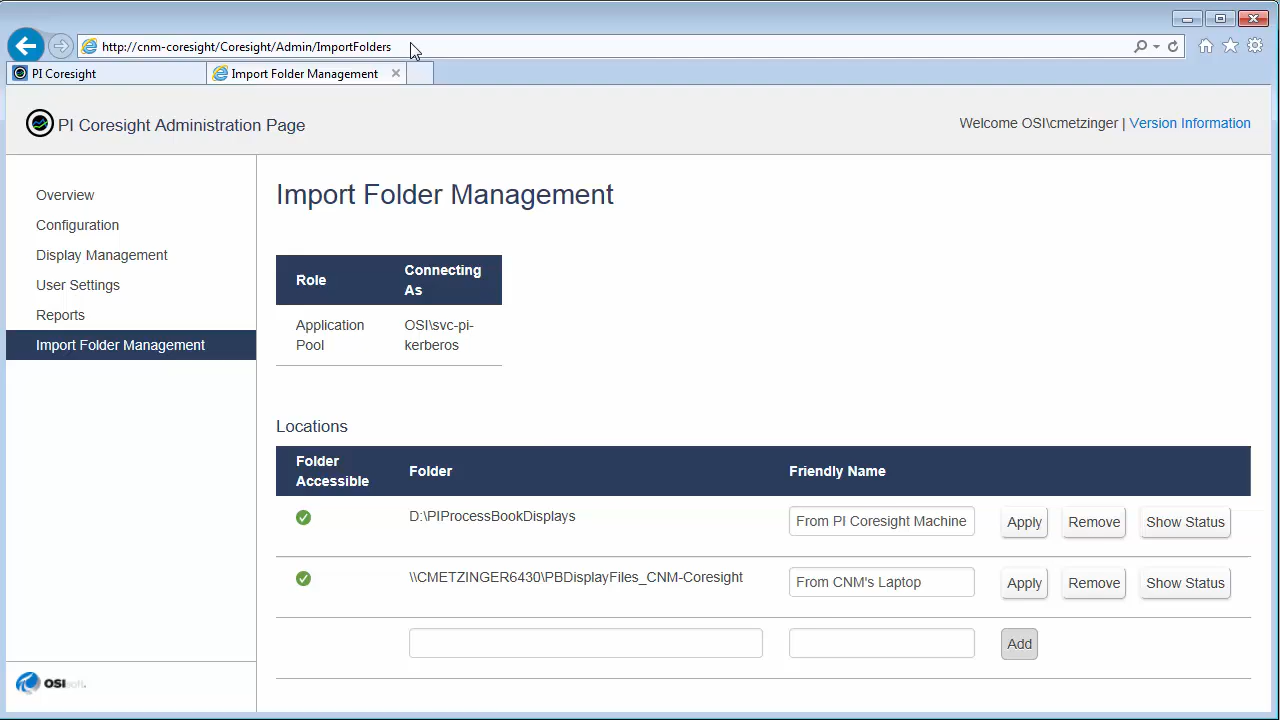 http://cnm-coresight/Coresight/Admin/ImportFolders
PI Coresight
Import Folder Management
PI Coresight Administration Page
Welcome OSI\cmetzinger | Version Information
Overview
Configuration
Display Management
User Settings
Reports
Import Folder Management
Import Folder Management
Role
Connecting
As
Application
Pool
OSI\svc-pi-
kerberos
Locations
Folder
Accessible
Folder
Friendly Name
D:\PIProcessBookDisplays
From PI Coresight Machine
Apply
Remove
Show Status
\\CMETZINGER6430\PBDisplayFiles_CNM-Coresight
From CNM's Laptop
Apply
Remove
Show Status
Add
OSIsoft.